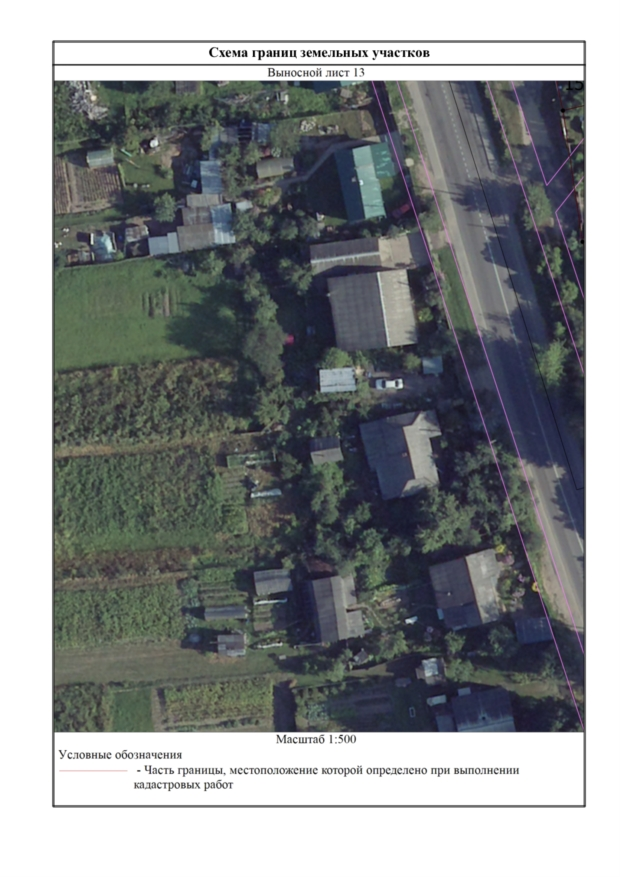 Схема границ земельных участков
Выносной лист 13
Масштаб 1:500
Условные обозначения
- Часть границы, местоположение которой определено при выполнении
кадастровых работ